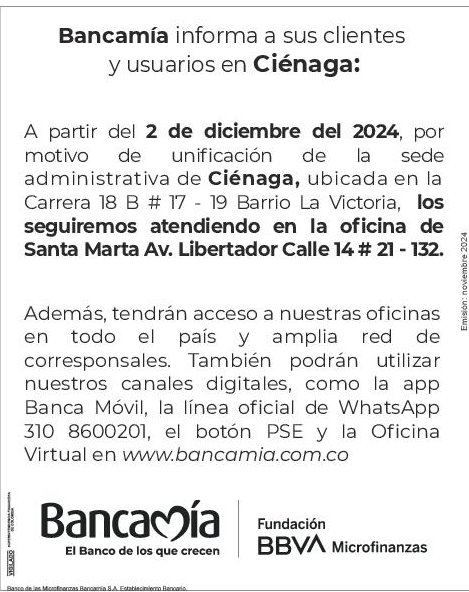 Bancamía informa a sus clientes
y usuarios en Ciénaga:
A partir del 2 de diciembre del 2024, por
motivo de unificación de la sede
administrativa de Ciénaga, ubicada en la
Carrera 18 B # 17 - 19 Barrio La Victoria, los
seguiremos atendiendo en la oficina de
Santa Marta Av. Libertador Calle 14 # 21 - 132.
Además, tendrán acceso a nuestras oficinas
en todo el país y amplia red de
corresponsales. También podrán utilizar
nuestros canales digitales, como la app
Banca Móvil, la línea oficial de WhatsApp
310 8600201, el botón PSE y la Oficina
Virtual en www.bancamia.com.co
Emisión: noviembre 2024
VIGILADO
SUPERINTENDENCIA FINANCIERA
DE COLOMBIA
Bancamía
El Banco de los que crecen
Fundación
BBVA Microfinanzas
Banco de las Microfinanzas Bancamía S.A. Establecimiento Bancario.